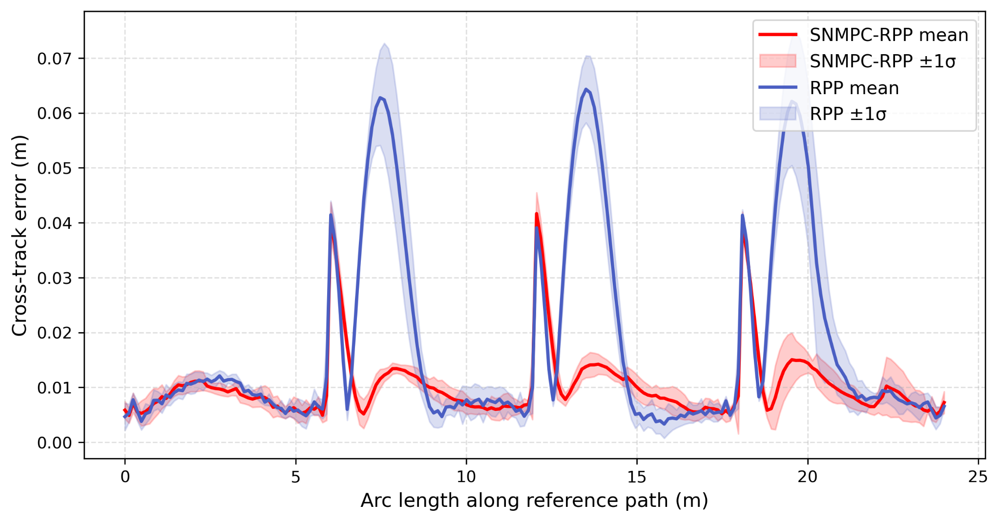 SNMPC-RPP mean
SNMPC-RPP ±1σ
RPP mean
RPP ±1σ
Cross-track error (m)
0.07
0.06
0.05
0.04
0.03
0.02
0.01
0.00
0 5 10 15 20 25
Arc length along reference path (m)